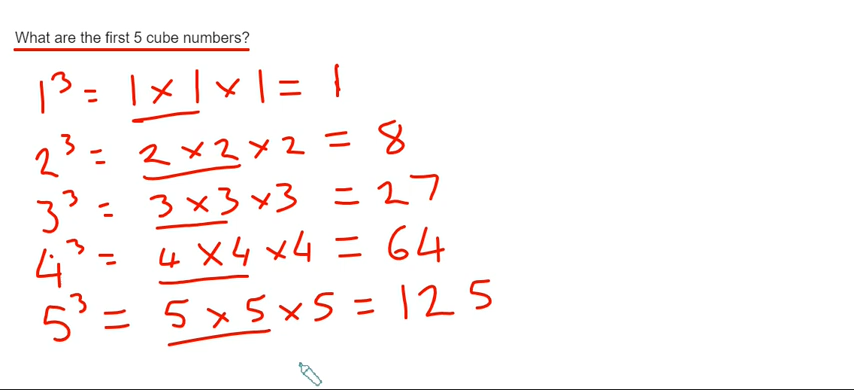 What are the first 5 cube numbers?
1³ = 1 × 1 × 1 = 1
2³ = 2 × 2 × 2 = 8
3³ = 3 × 3 × 3 = 27
4³ = 4 × 4 × 4 = 64
5³ = 5 × 5 × 5 = 125